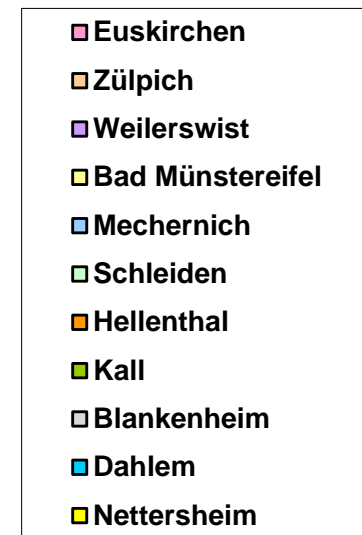 Euskirchen
Zülpich
Weilerswist
Bad Münstereifel
Mechernich
Schleiden
Hellenthal
Kall
Blankenheim
Dahlem
Nettersheim